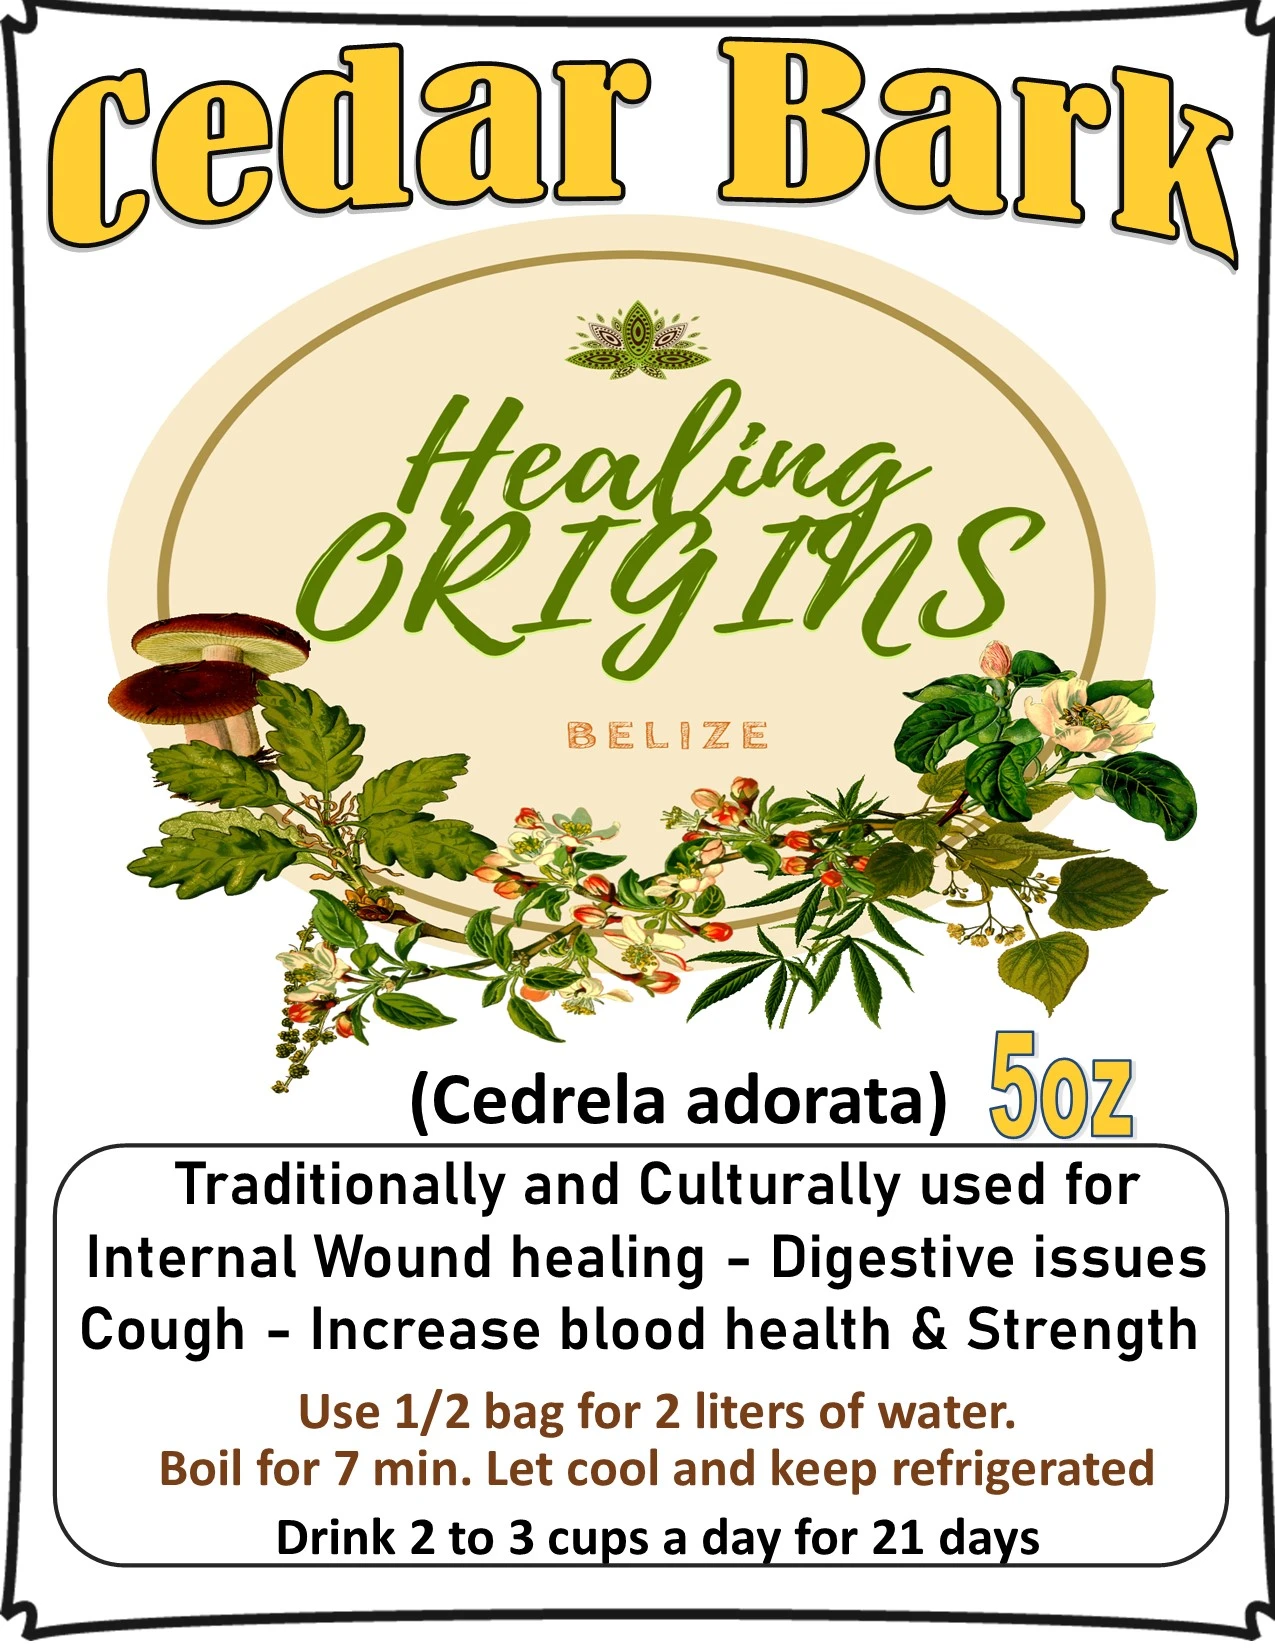 Cedar Bark
Healing
ORIGINS
BELIZE
(Cedrela adorata) 5oz
Traditionally and Culturally used for
Internal Wound healing - Digestive issues
Cough - Increase blood health & Strength
Use 1/2 bag for 2 liters of water.
Boil for 7 min. Let cool and keep refrigerated
Drink 2 to 3 cups a day for 21 days